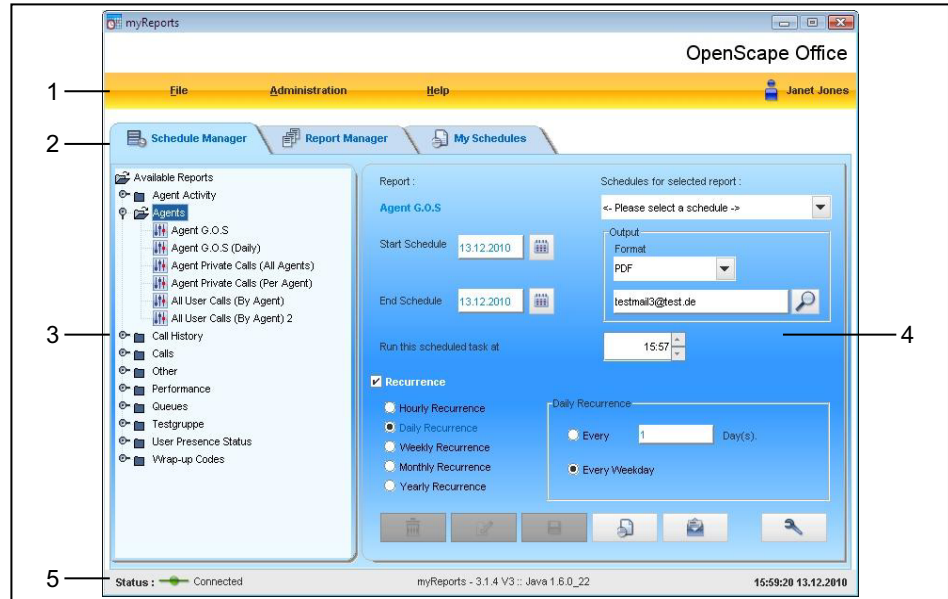 myReports
OpenScape Office
1
File Administration Help Janet Jones
2
Schedule Manager Report Manager My Schedules
Available Reports
Agent Activity
Agents
Agent G.O.S
Agent G.O.S (Daily)
Agent Private Calls (All Agents)
Agent Private Calls (Per Agent)
All User Calls (By Agent)
All User Calls (By Agent) 2
3
Call History
Calls
Other
Performance
Queues
Testgruppe
User Presence Status
Wrap-up Codes
Report :
Schedules for selected report :
Agent G.O.S
<- Please select a schedule ->
Start Schedule 13.12.2010
Output
Format
PDF
End Schedule 13.12.2010
testmail3@test.de
4
Run this scheduled task at 15:57
Recurrence
Hourly Recurrence
Daily Recurrence
Weekly Recurrence
Monthly Recurrence
Yearly Recurrence
Daily Recurrence
Every 1 Day(s).
Every Weekday
5
Status : Connected
myReports - 3.1.4 V3 :: Java 1.6.0_22
15:59:20 13.12.2010